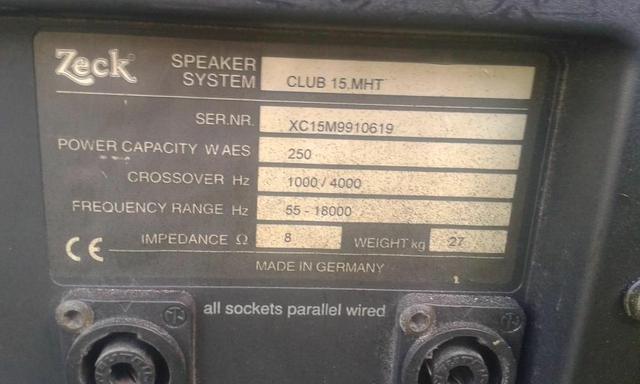 Zeck
SPEAKER SYSTEM CLUB 15.MHT
SER.NR. XC15M9910619
POWER CAPACITY W AES 250
CROSSOVER Hz 1000 / 4000
FREQUENCY RANGE Hz 55 - 18000
IMPEDANCE Ω 8 WEIGHT kg 27
CE
MADE IN GERMANY
all sockets parallel wired